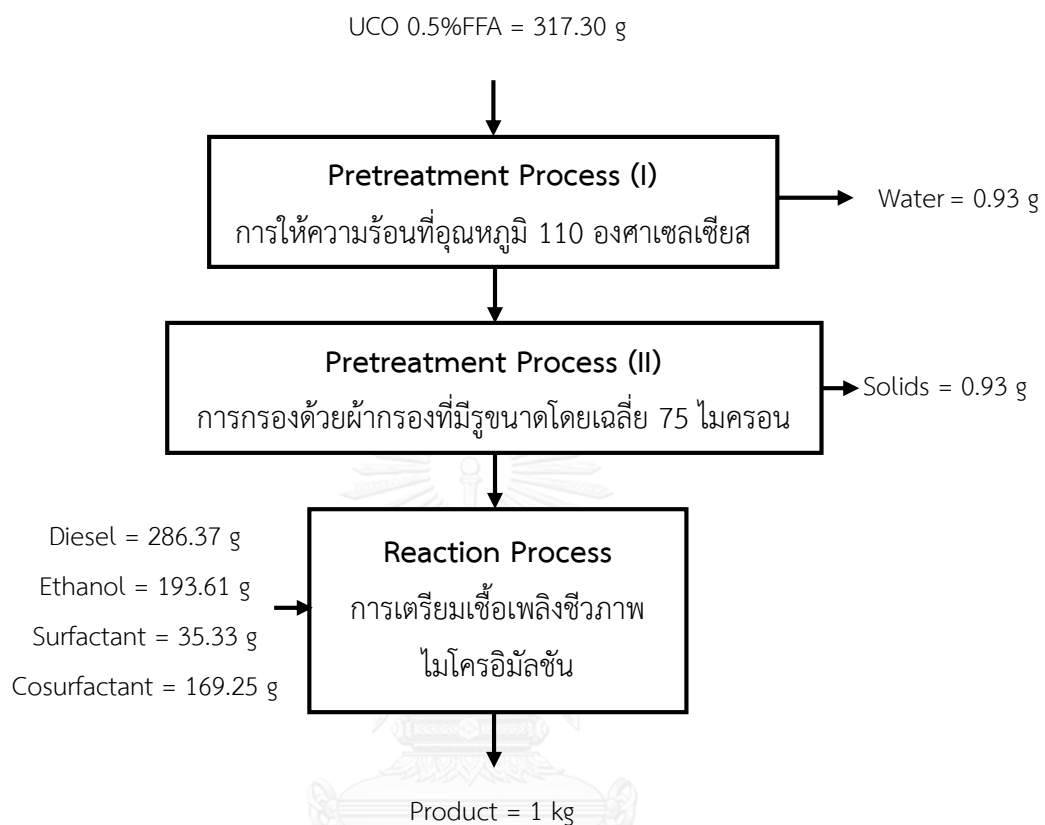 UCO 0.5%FFA = 317.30 g
Pretreatment Process (I)
การให้ความร้อนที่อุณหภูมิ 110 องศาเซลเซียส
Water = 0.93 g
Pretreatment Process (II)
การกรองด้วยผ้ากรองที่มีรูขนาดโดยเฉลี่ย 75 ไมครอน
Solids = 0.93 g
Diesel = 286.37 g
Ethanol = 193.61 g
Surfactant = 35.33 g
Cosurfactant = 169.25 g
Reaction Process
การเตรียมเชื้อเพลิงชีวภาพ
ไมโครอิมัลชัน
Product = 1 kg